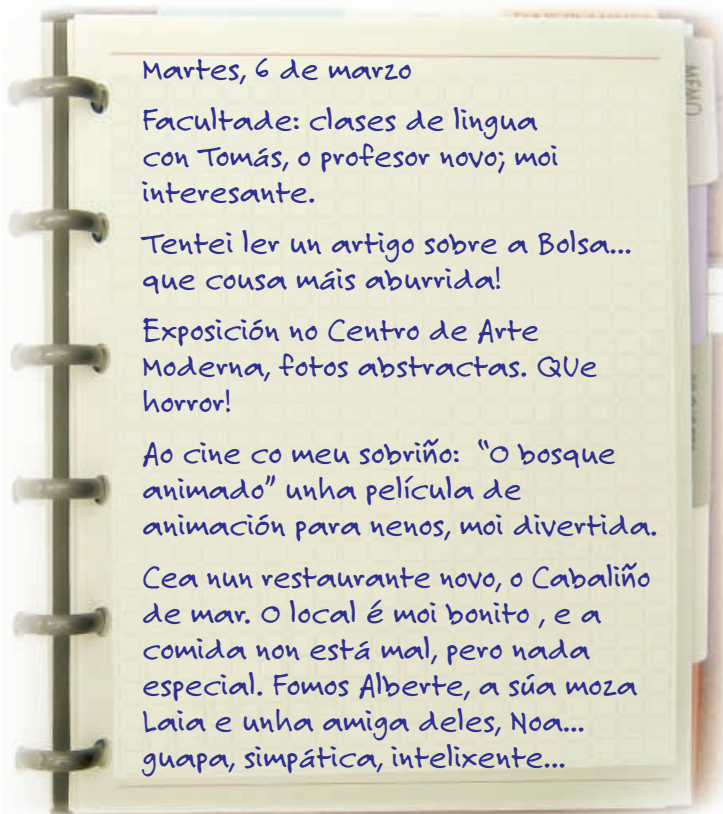 Martes, 6 de marzo
Facultade: clases de lingua
con Tomás, o profesor novo; moi
interesante.
Tentei ler un artigo sobre a Bolsa...
que cousa máis aburrida!
Exposición no Centro de Arte
Moderna, fotos abstractas. QUe
horror!
Ao cine co meu sobriño: "O bosque
animado" unha película de
animación para nenos, moi divertida.
Cea nun restaurante novo, o Cabaliño
de mar. O local é moi bonito , e a
comida non está mal, pero nada
especial. Fomos Alberte, a súa moza
Laia e unha amiga deles, Noa...
guapa, simpática, intelixente...
MEMO